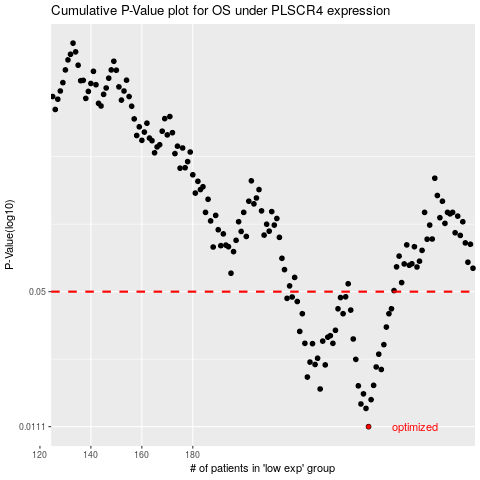 Cumulative P-Value plot for OS under PLSCR4 expression
P-Value(log10)
0.05
0.0111
optimized
120 140 160 180
# of patients in 'low exp' group